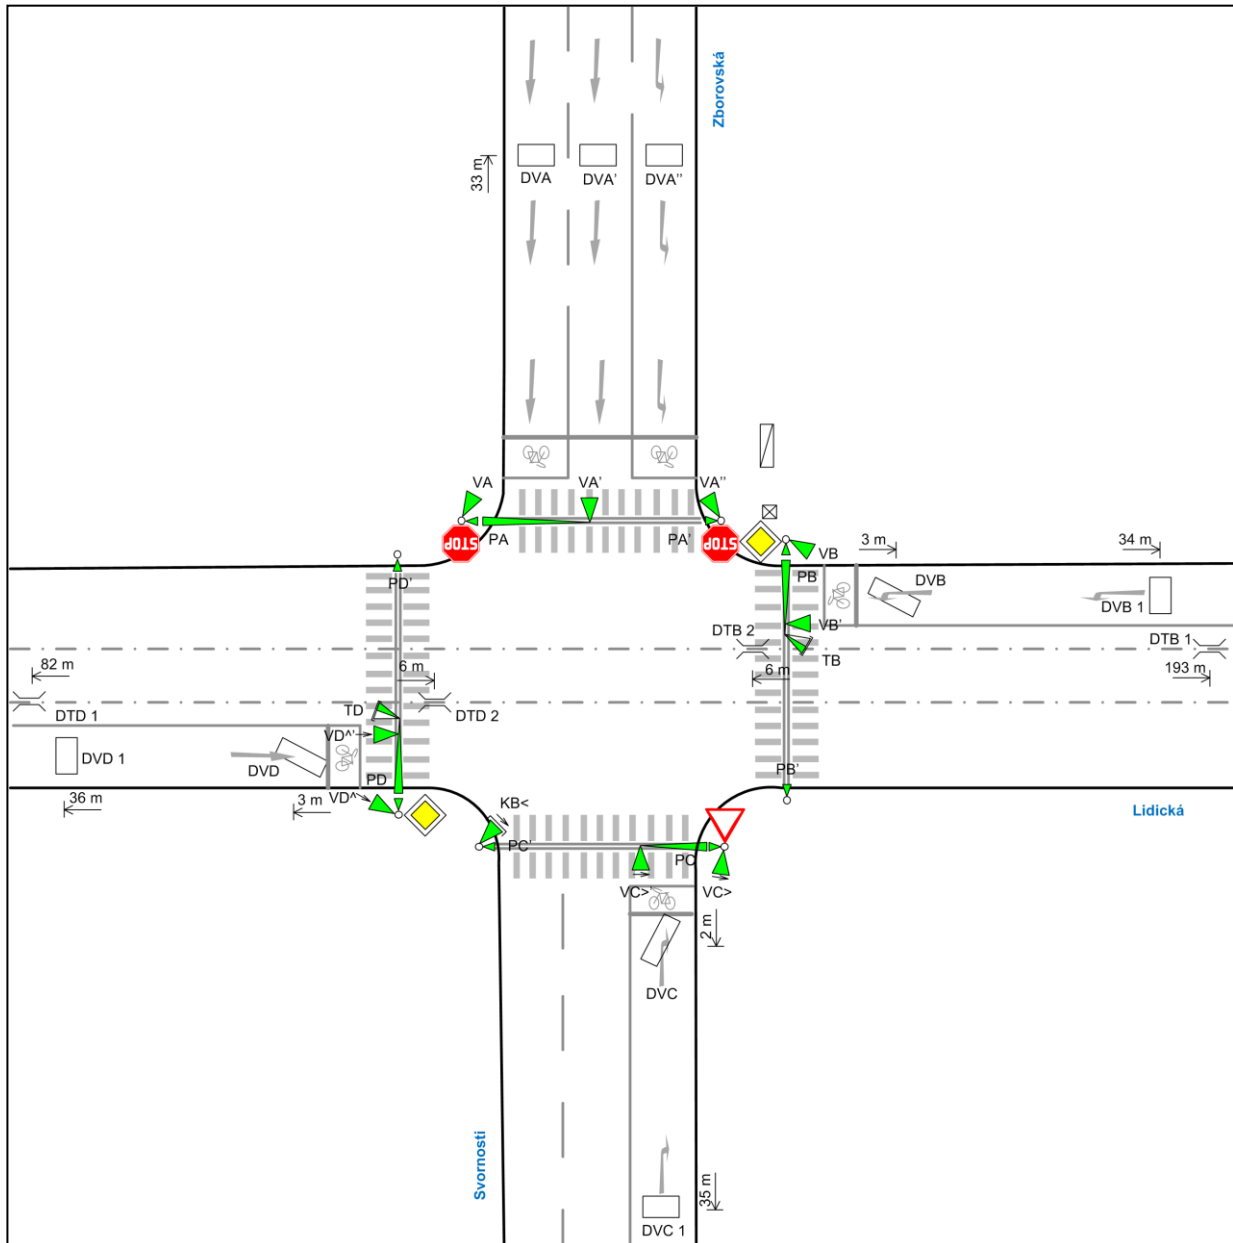 Zborovská
33 m
DVA
DVA'
DVA''
VA
VA'
VA''
STOP
PA
PA'
STOP
VB
3 m
34 m
PD'
PB
DVB
DVB 1
VB'
DTB 2
DTB 1
TB
82 m
6 m
6 m
193 m
TD
DTD 1
DTD 2
VD^'
DVD 1
DVD
PD
PB'
VD^
36 m
3 m
KB<
Lidická
PC'
PC
VC>'
VC>
2 m
DVC
Svornosti
35 m
DVC 1